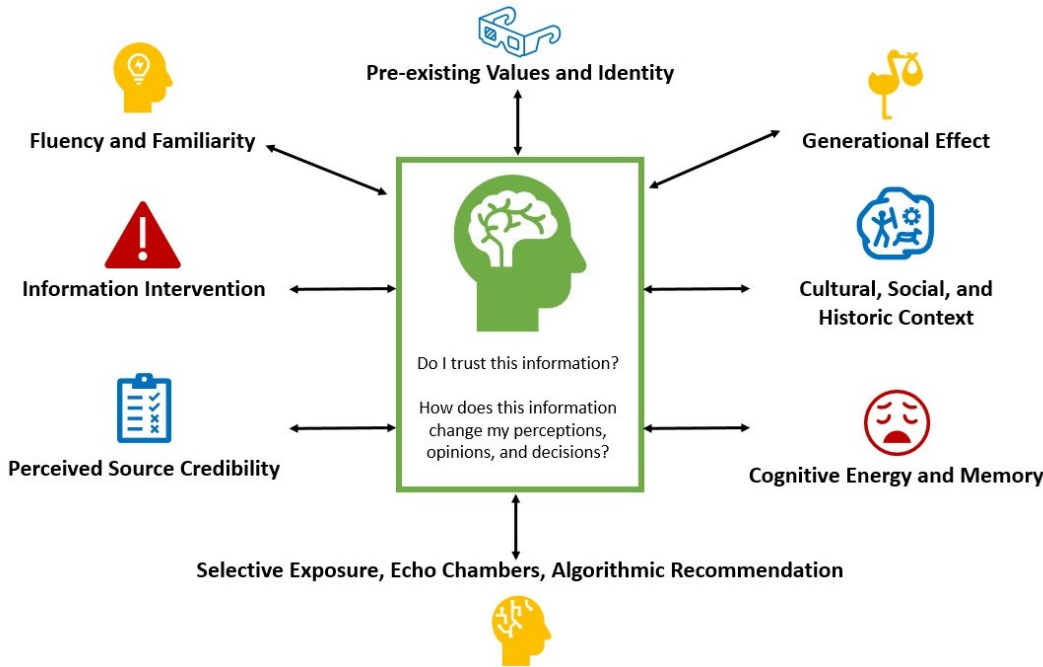 Pre-existing Values and Identity
Fluency and Familiarity
Generational Effect
Information Intervention
Cultural, Social, and
Historic Context
Do I trust this information?
How does this information
change my perceptions,
opinions, and decisions?
Perceived Source Credibility
Cognitive Energy and Memory
Selective Exposure, Echo Chambers, Algorithmic Recommendation